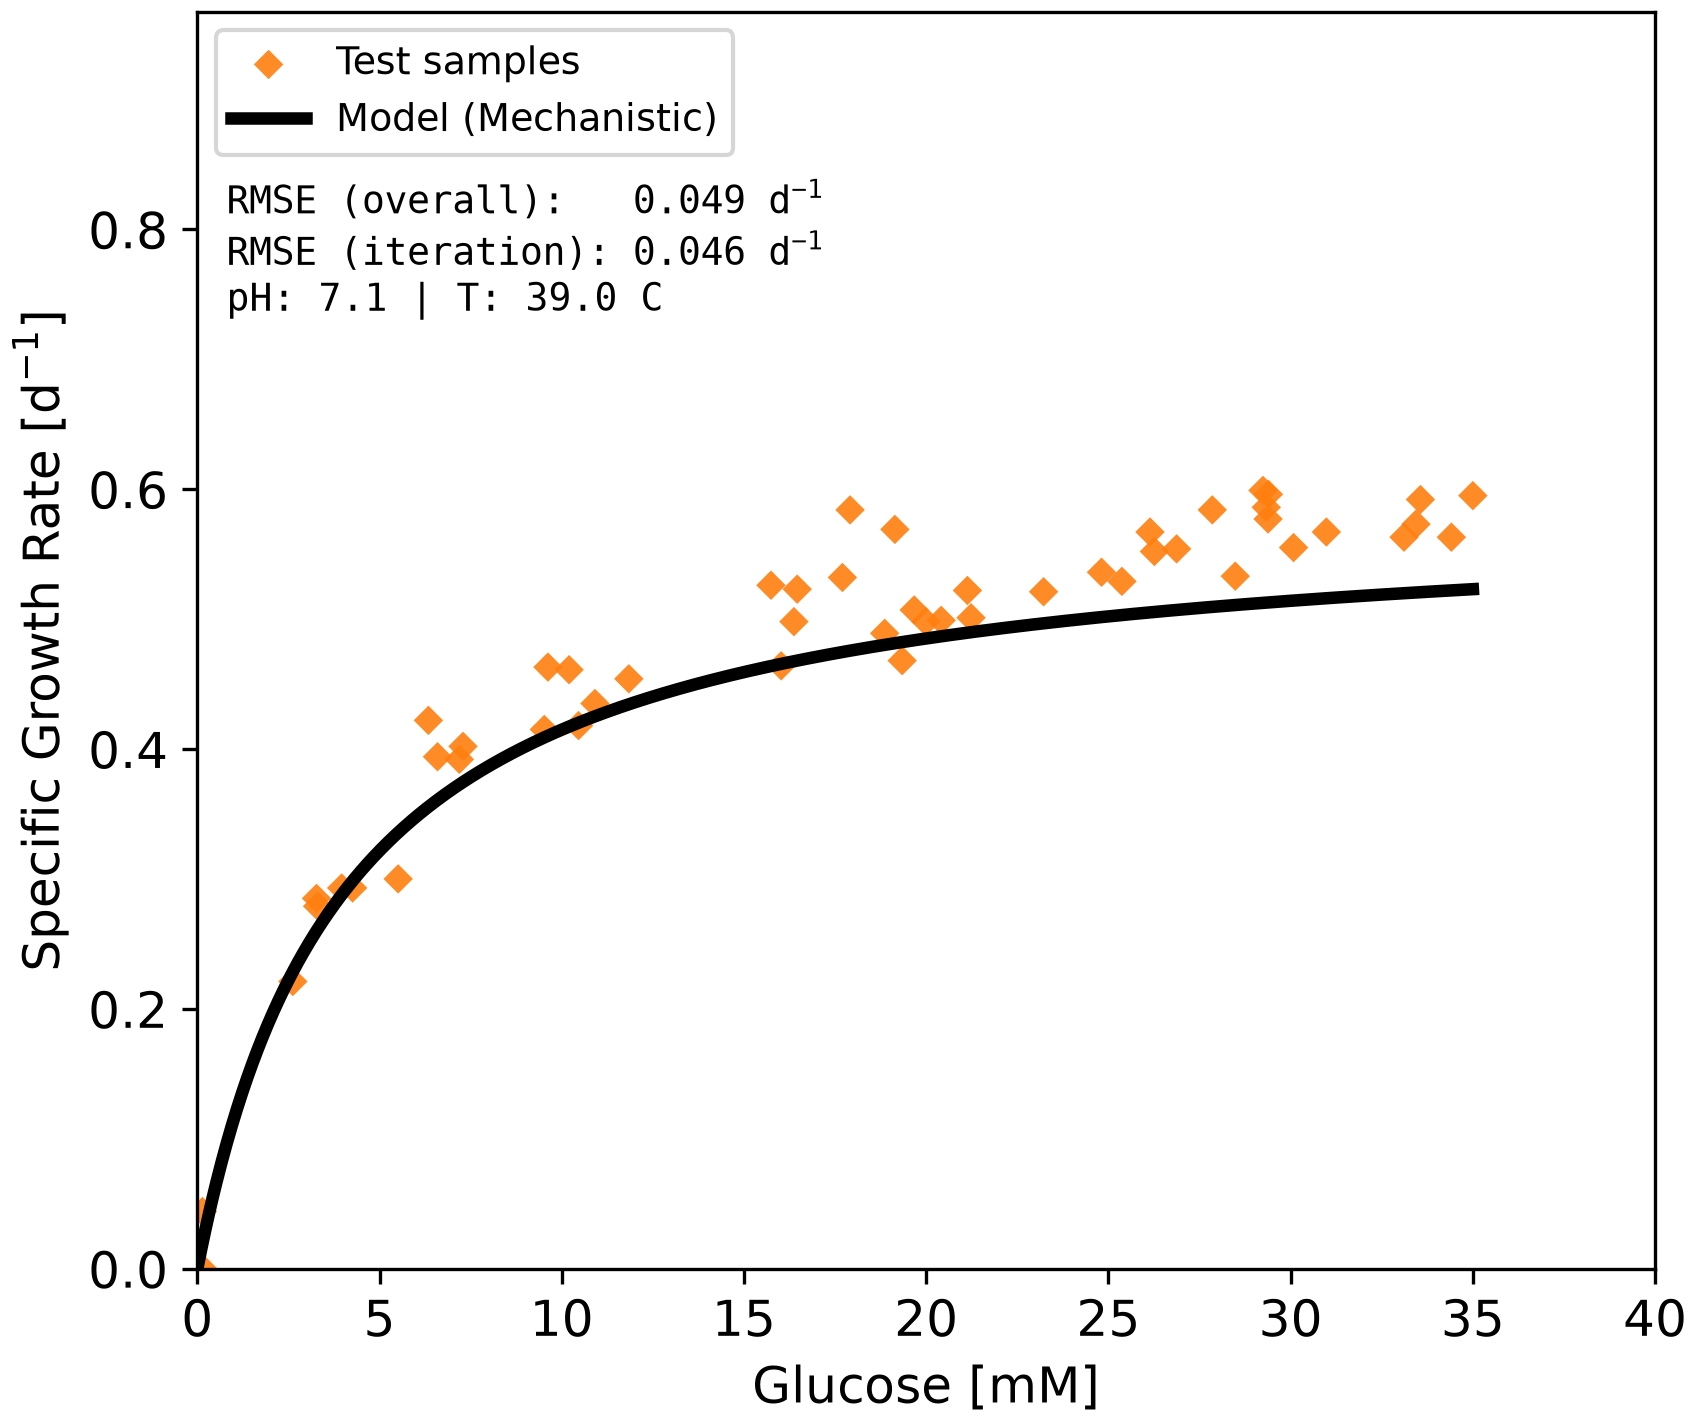 Test samples
Model (Mechanistic)
RMSE (overall):   0.049 d⁻¹
RMSE (iteration): 0.046 d⁻¹
pH: 7.1 | T: 39.0 C
Specific Growth Rate [d⁻¹]
0.8
0.6
0.4
0.2
0.0
0 5 10 15 20 25 30 35 40
Glucose [mM]